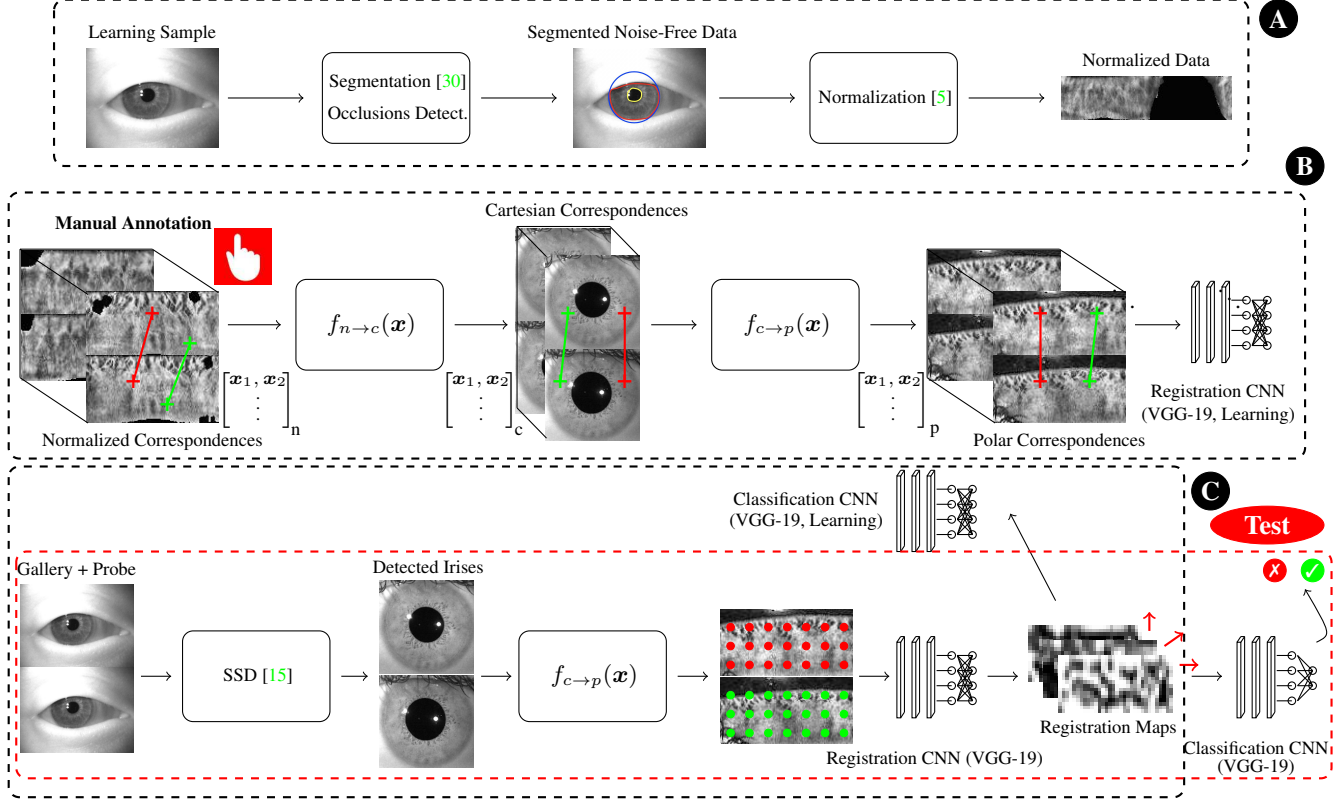 A
Learning Sample
Segmentation [30]
Occlusions Detect.
Segmented Noise-Free Data
Normalization [5]
Normalized Data
B
Manual Annotation
Normalized Correspondences
f_{n→c}(x)
[x₁, x₂
⋮]ₙ
Cartesian Correspondences
[x₁, x₂
⋮]_c
f_{c→p}(x)
[x₁, x₂
⋮]ₚ
Polar Correspondences
Registration CNN
(VGG-19, Learning)
C
Classification CNN
(VGG-19, Learning)
Test
Gallery + Probe
SSD [15]
Detected Irises
f_{c→p}(x)
Registration CNN (VGG-19)
Registration Maps
✗ ✓
Classification CNN
(VGG-19)